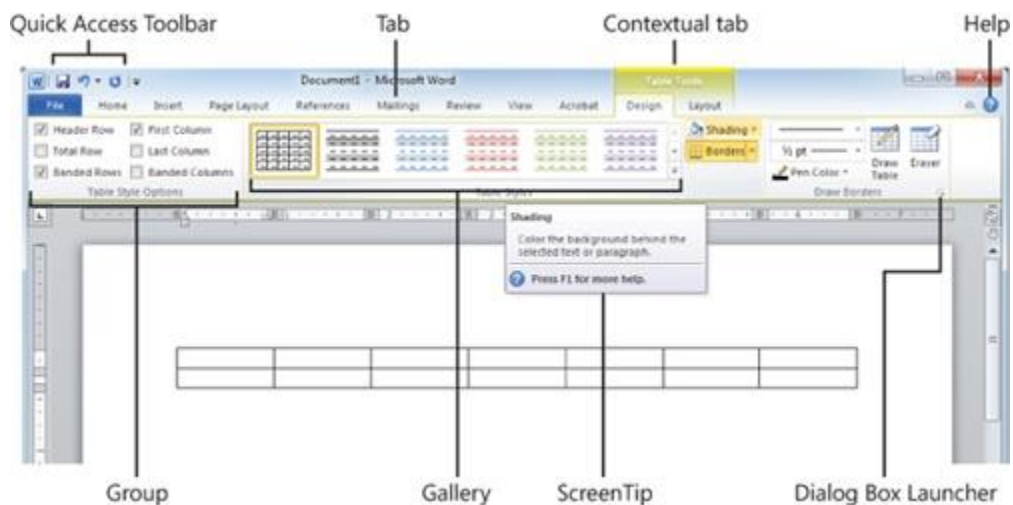 Quick Access Toolbar Tab Contextual tab Help
W Document1 - Microsoft Word Table Tools
File Home Insert Page Layout References Mailings Review View Acrobat Design Layout
Header Row First Column Shading
Total Row Last Column Borders ½ pt
Banded Rows Banded Columns Pen Color Draw Table Eraser
Table Style Options Table Styles Draw Borders
Shading
Color the background behind the
selected text or paragraph.
Press F1 for more help.
Group Gallery ScreenTip Dialog Box Launcher